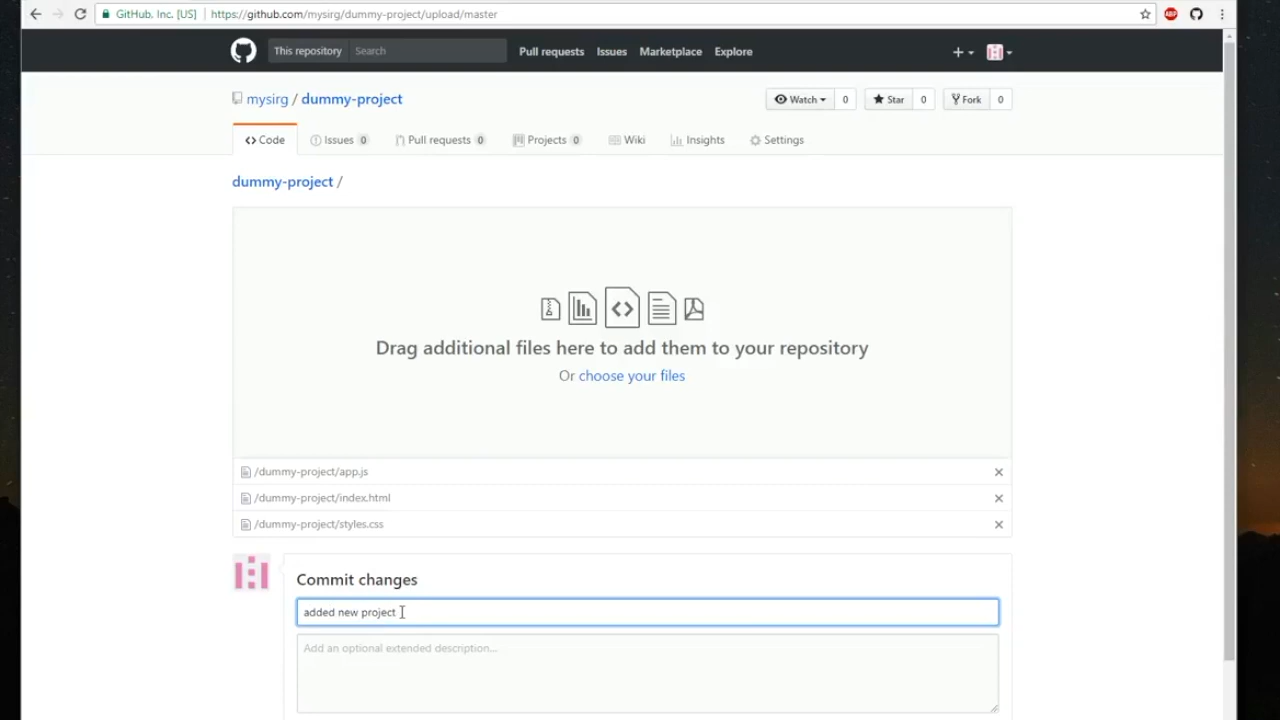 GitHub, Inc. [US] https://github.com/mysirg/dummy-project/upload/master
ABP
This repository Search Pull requests Issues Marketplace Explore
mysirg / dummy-project Watch 0 Star 0 Fork 0
Code Issues 0 Pull requests 0 Projects 0 Wiki Insights Settings
dummy-project /
Drag additional files here to add them to your repository
Or choose your files
/dummy-project/app.js
/dummy-project/index.html
/dummy-project/styles.css
Commit changes
added new project
Add an optional extended description...